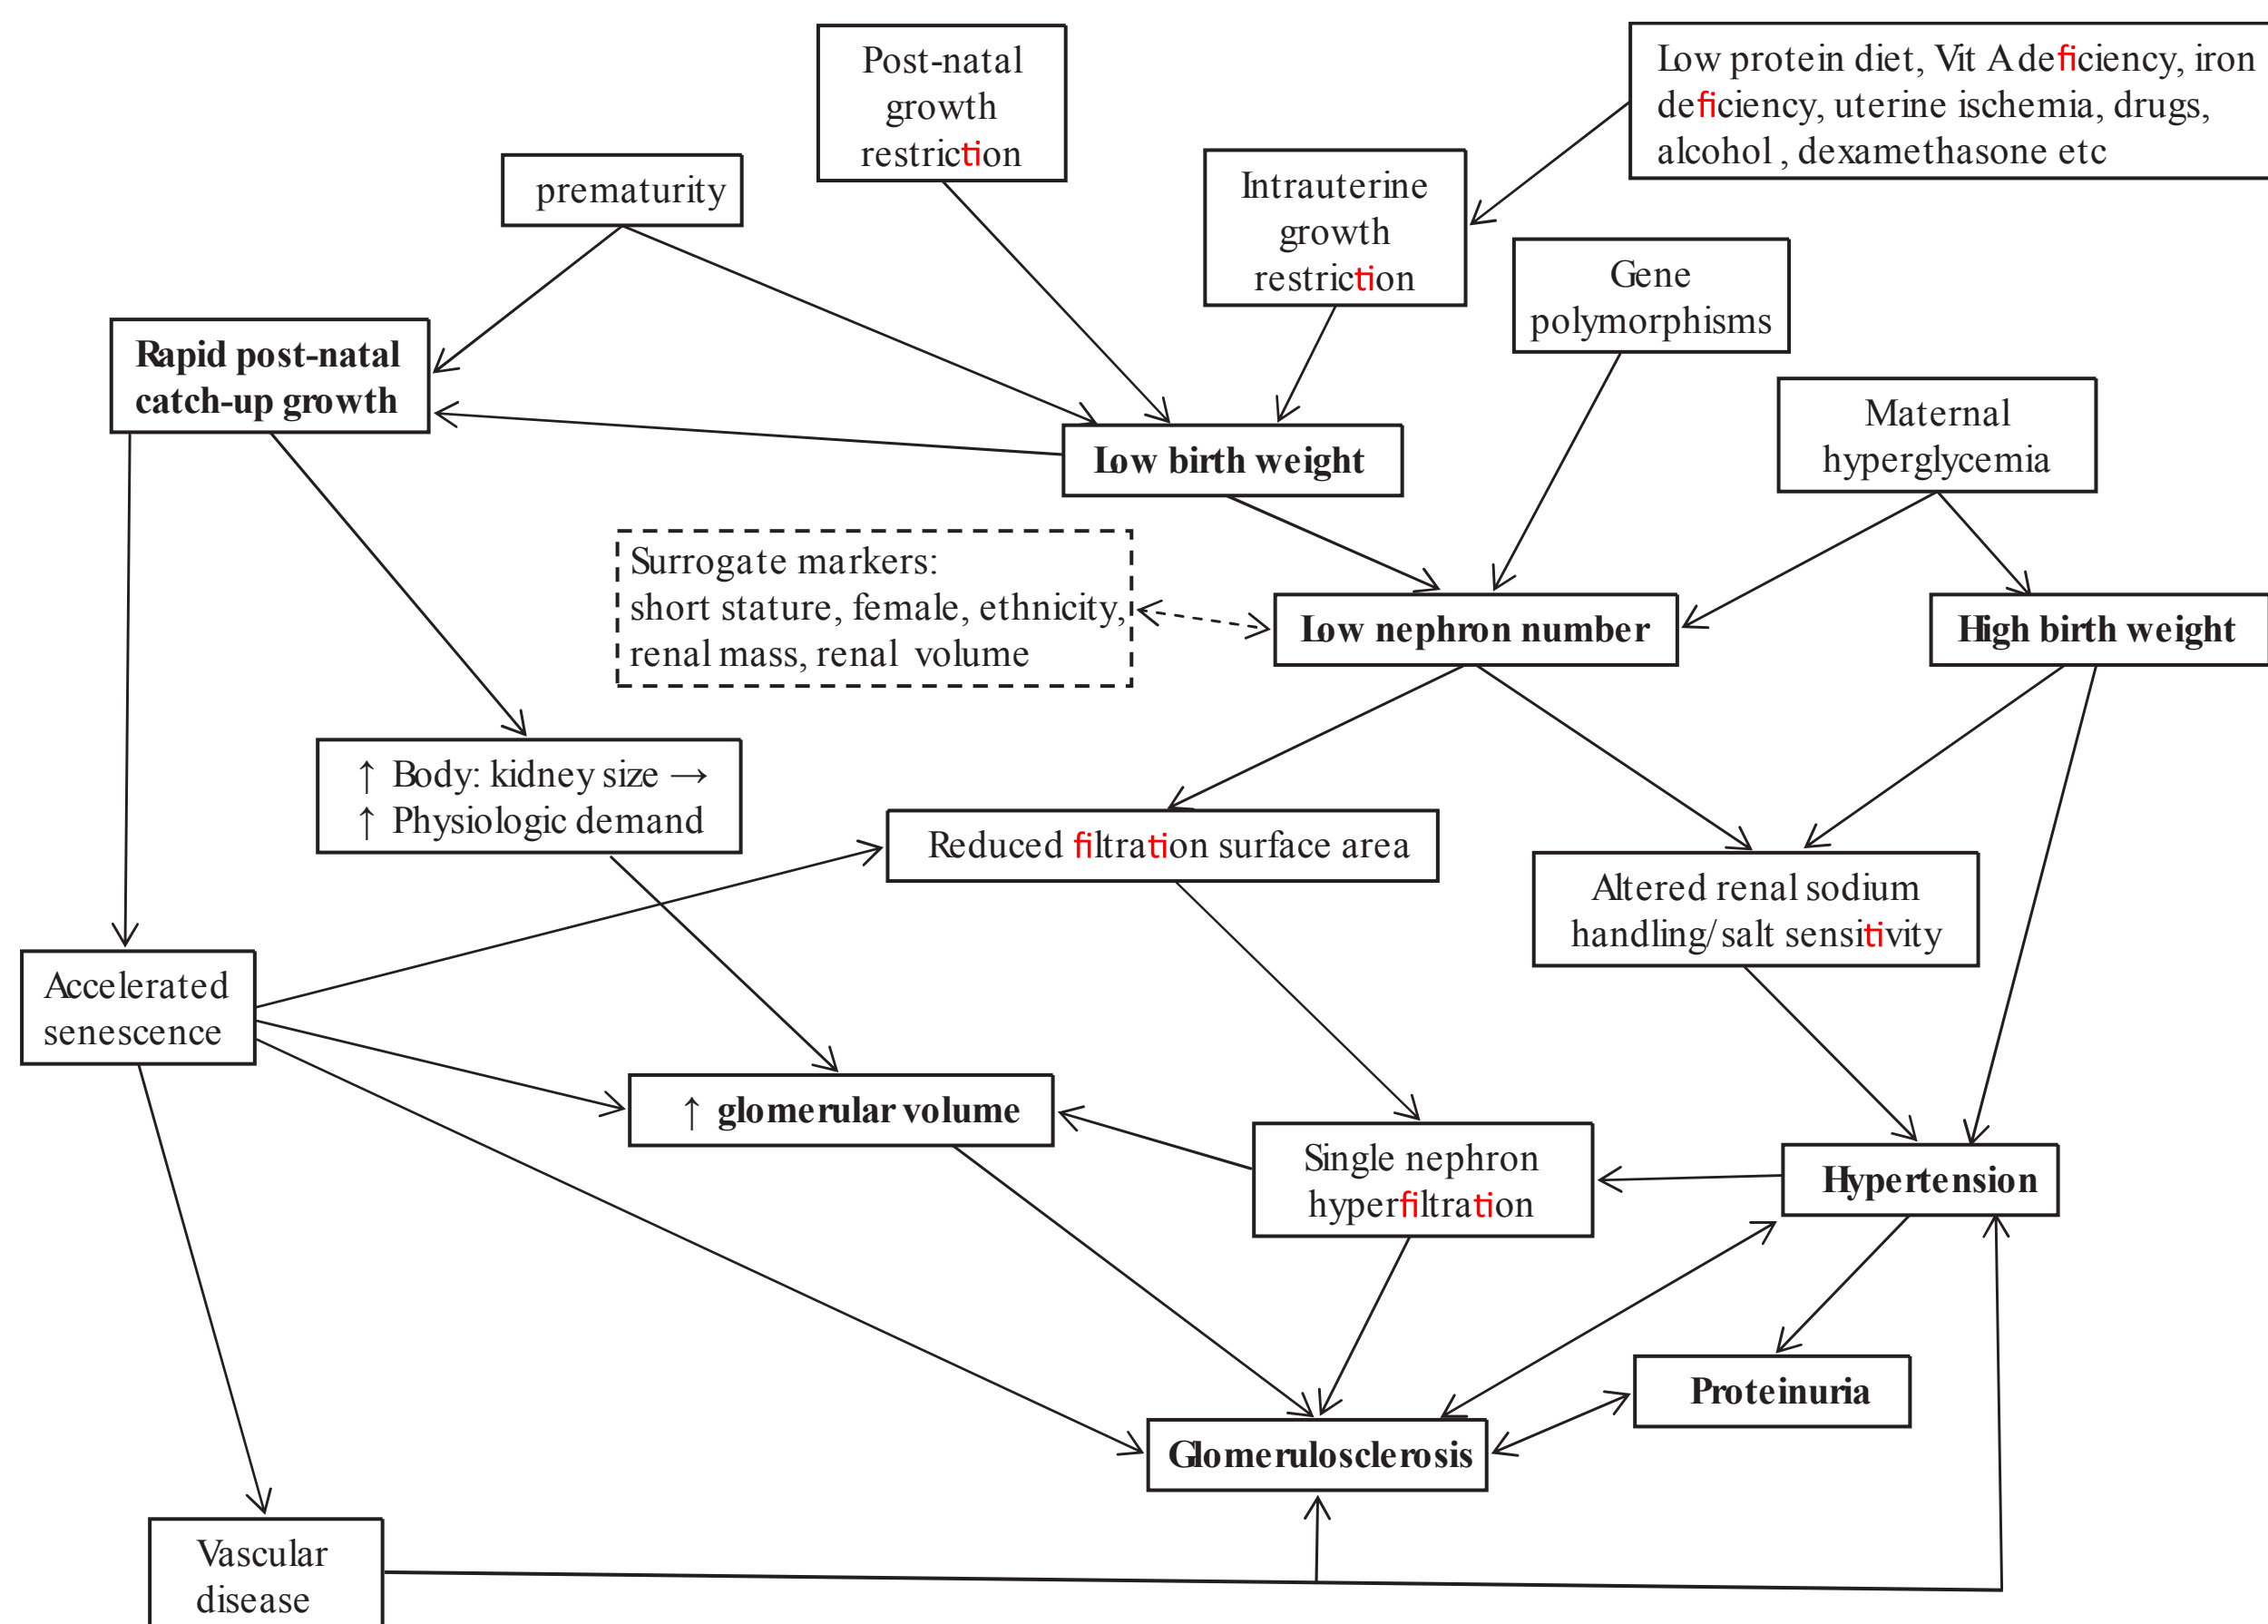 Post-natal
growth
restriction
Low protein diet, Vit A deficiency, iron
deficiency, uterine ischemia, drugs,
alcohol , dexamethasone etc
prematurity
Intrauterine
growth
restriction
Gene
polymorphisms
Rapid post-natal
catch-up growth
Maternal
hyperglycemia
Low birth weight
Surrogate markers:
short stature, female, ethnicity,
renal mass, renal volume
Low nephron number
High birth weight
↑ Body: kidney size →
↑ Physiologic demand
Reduced filtration surface area
Altered renal sodium
handling/ salt sensitivity
Accelerated
senescence
↑ glomerular volume
Single nephron
hyperfiltration
Hypertension
Proteinuria
Glomerulosclerosis
Vascular
disease